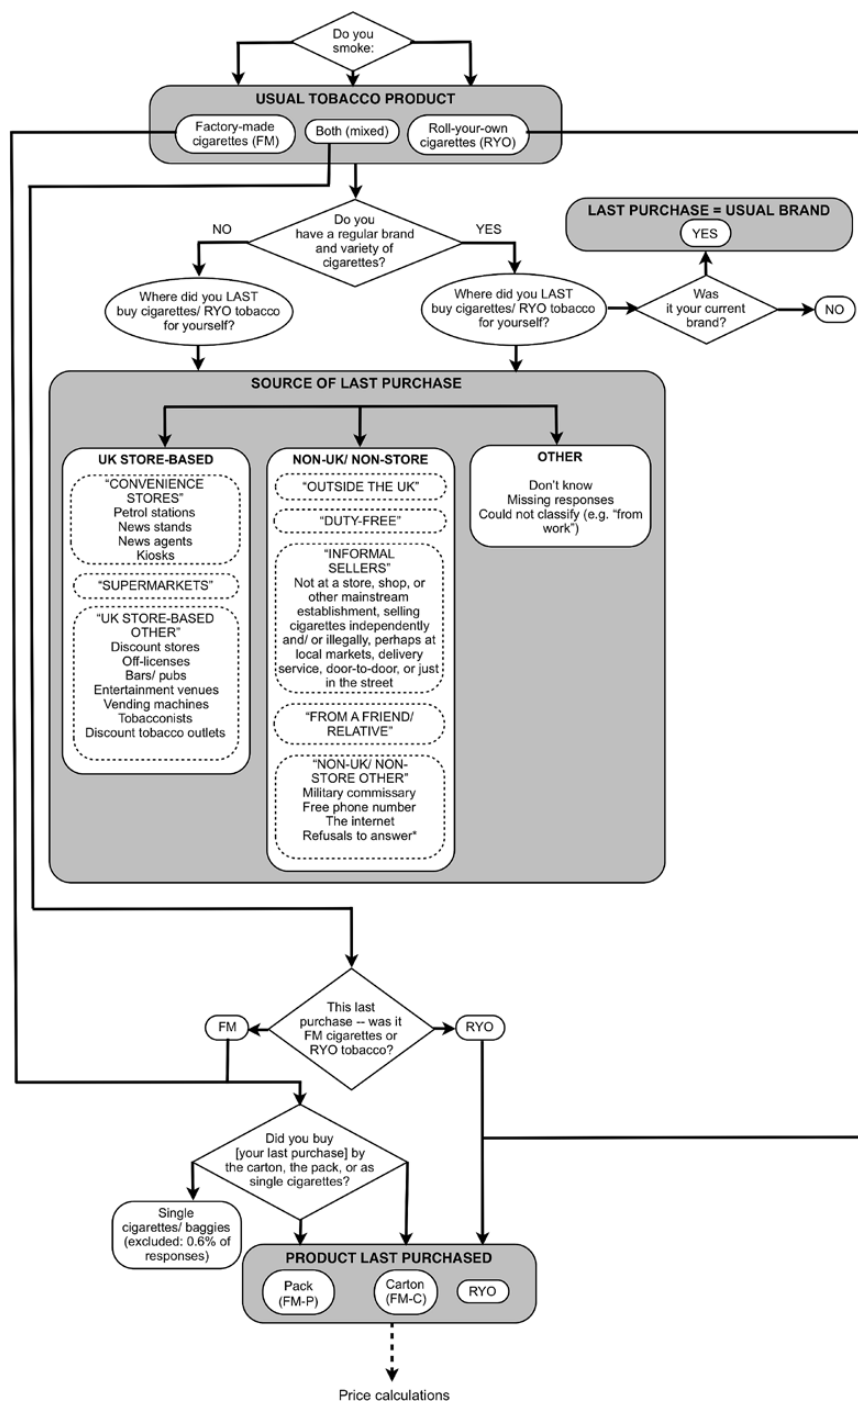 Do you
smoke:
USUAL TOBACCO PRODUCT
Factory-made
cigarettes (FM)
Both (mixed)
Roll-your-own
cigarettes (RYO)
Do you
have a regular brand
and variety of
cigarettes?
NO
YES
LAST PURCHASE = USUAL BRAND
YES
Where did you LAST
buy cigarettes/ RYO tobacco
for yourself?
Where did you LAST
buy cigarettes/ RYO tobacco
for yourself?
Was
it your current
brand?
NO
SOURCE OF LAST PURCHASE
UK STORE-BASED
“CONVENIENCE
STORES”
Petrol stations
News stands
News agents
Kiosks
“SUPERMARKETS”
“UK STORE-BASED
OTHER”
Discount stores
Off-licenses
Bars/ pubs
Entertainment venues
Vending machines
Tobacconists
Discount tobacco outlets
NON-UK/ NON-STORE
“OUTSIDE THE UK”
“DUTY-FREE”
“INFORMAL
SELLERS”
Not at a store, shop, or
other mainstream
establishment, selling
cigarettes independently
and/ or illegally, perhaps at
local markets, delivery
service, door-to-door, or just
in the street
“FROM A FRIEND/
RELATIVE”
“NON-UK/ NON-
STORE OTHER”
Military commissary
Free phone number
The internet
Refusals to answer*
OTHER
Don’t know
Missing responses
Could not classify (e.g. “from
work”)
This last
purchase -- was it
FM cigarettes or
RYO tobacco?
FM
RYO
Did you buy
[your last purchase] by
the carton, the pack, or as
single cigarettes?
Single
cigarettes/ baggies
(excluded: 0.6% of
responses)
PRODUCT LAST PURCHASED
Pack
(FM-P)
Carton
(FM-C)
RYO
Price calculations